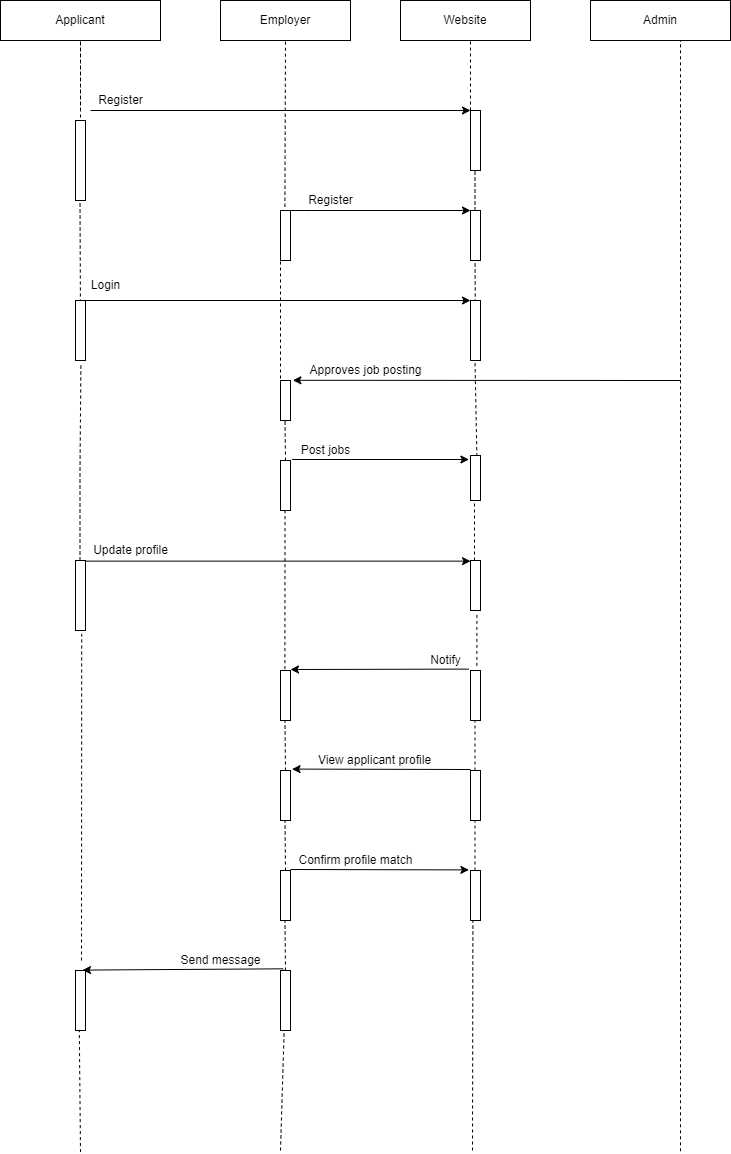 Applicant
Employer
Website
Admin
Register
Register
Login
Approves job posting
Post jobs
Update profile
Notify
View applicant profile
Confirm profile match
Send message